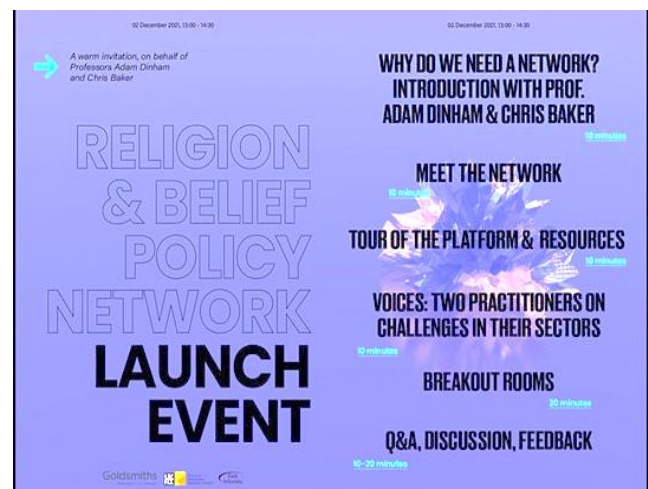 02 December 2021, 13:00 - 14:30
A warm invitation, on behalf of
Professors Adam Dinham
and Chris Baker
RELIGION
& BELIEF
POLICY
NETWORK
LAUNCH
EVENT
Goldsmiths
02 December 2021, 13:00 - 14:30
WHY DO WE NEED A NETWORK?
INTRODUCTION WITH PROF.
ADAM DINHAM & CHRIS BAKER
10 minutes
MEET THE NETWORK
10 minutes
TOUR OF THE PLATFORM & RESOURCES
10 minutes
VOICES: TWO PRACTITIONERS ON
CHALLENGES IN THEIR SECTORS
10 minutes
BREAKOUT ROOMS
20 minutes
Q&A, DISCUSSION, FEEDBACK
10-20 minutes